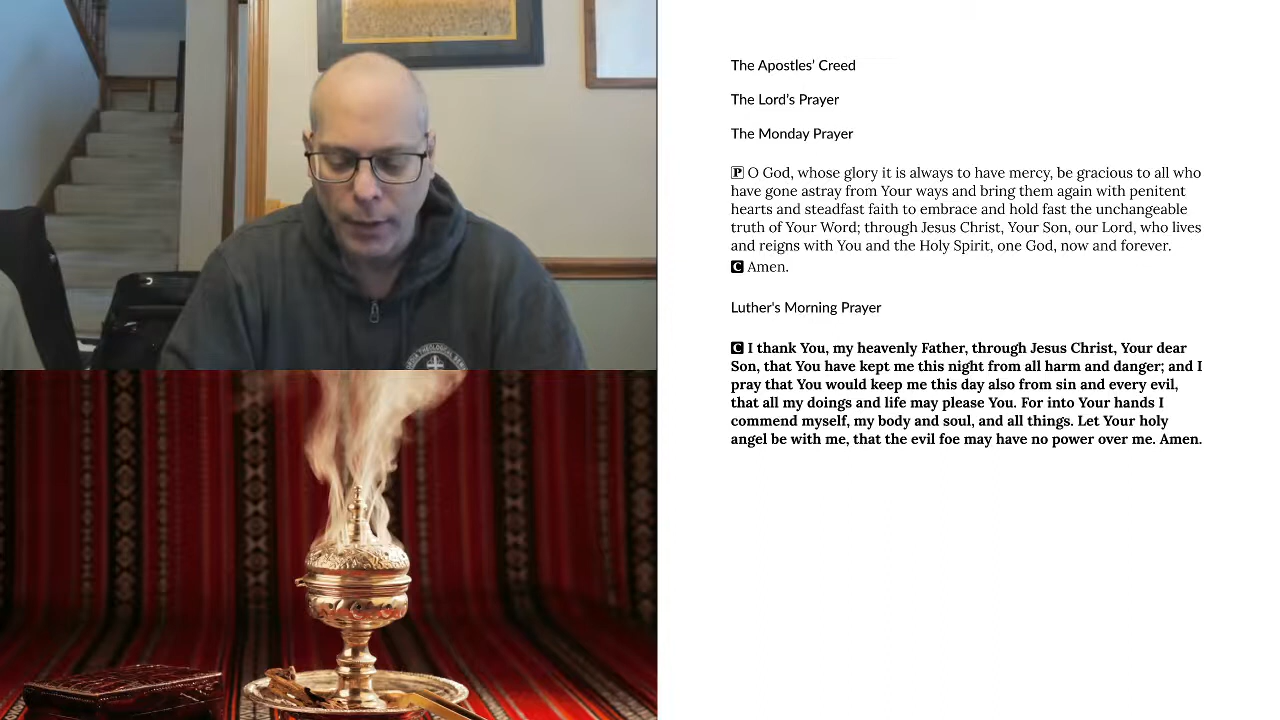 The Apostles' Creed
The Lord's Prayer
The Monday Prayer
P O God, whose glory it is always to have mercy, be gracious to all who
have gone astray from Your ways and bring them again with penitent
hearts and steadfast faith to embrace and hold fast the unchangeable
truth of Your Word; through Jesus Christ, Your Son, our Lord, who lives
and reigns with You and the Holy Spirit, one God, now and forever.
C Amen.
Luther's Morning Prayer
C I thank You, my heavenly Father, through Jesus Christ, Your dear
Son, that You have kept me this night from all harm and danger; and I
pray that You would keep me this day also from sin and every evil,
that all my doings and life may please You. For into Your hands I
commend myself, my body and soul, and all things. Let Your holy
angel be with me, that the evil foe may have no power over me. Amen.